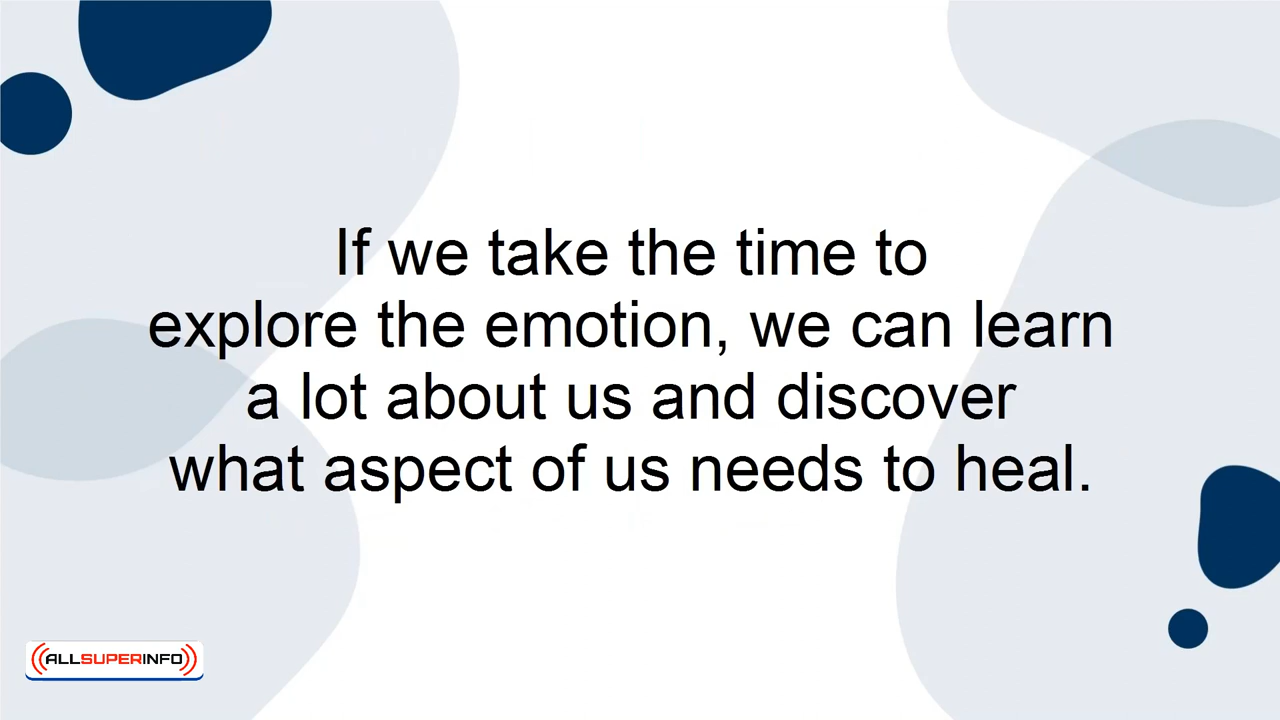 If we take the time to
explore the emotion, we can learn
a lot about us and discover
what aspect of us needs to heal.
ALLSUPERINFO